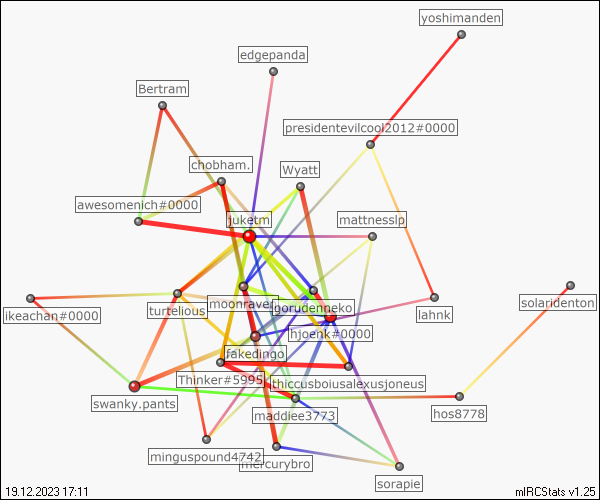 yoshimanden
edgepanda
Bertram
presidentevilcool2012#0000
chobham.
Wyatt
awesomenich#0000
juketm
mattnesslp
moonraver
gorudenneko
lahnk
solaridenton
ikeachan#0000
turtelious
hjoenk#0000
fakedingo
Thinker#5995
thiccusboiusalexusjoneus
swanky.pants
maddiee3773
hos8778
minguspound4742
mercurybro
sorapie
19.12.2023 17:11
mIRCStats v1.25